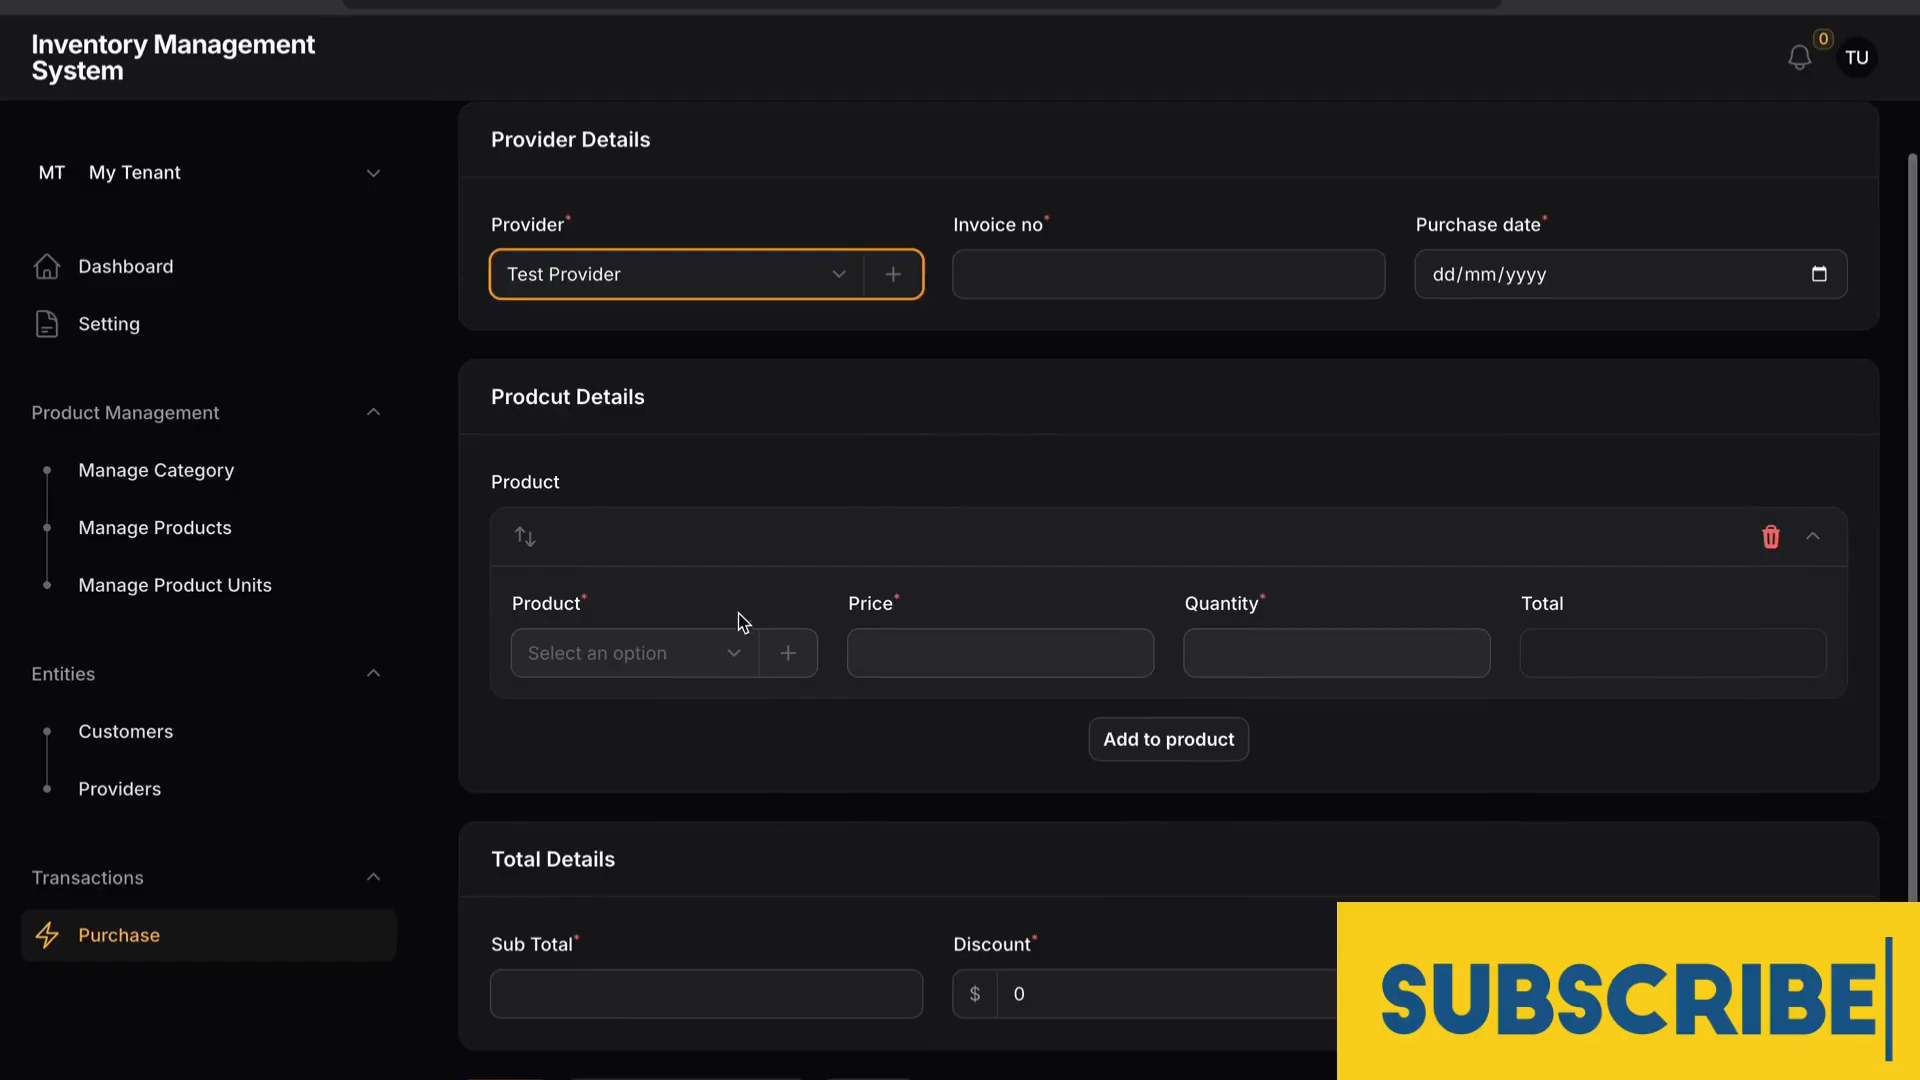 Inventory Management
System
0
TU
MT My Tenant
Dashboard
Setting
Product Management
Manage Category
Manage Products
Manage Product Units
Entities
Customers
Providers
Transactions
Purchase
Provider Details
Provider* Invoice no* Purchase date*
Test Provider dd/mm/yyyy
Prodcut Details
Product
Product* Price* Quantity* Total
Select an option
Add to product
Total Details
Sub Total* Discount*
$ 0
SUBSCRIBE